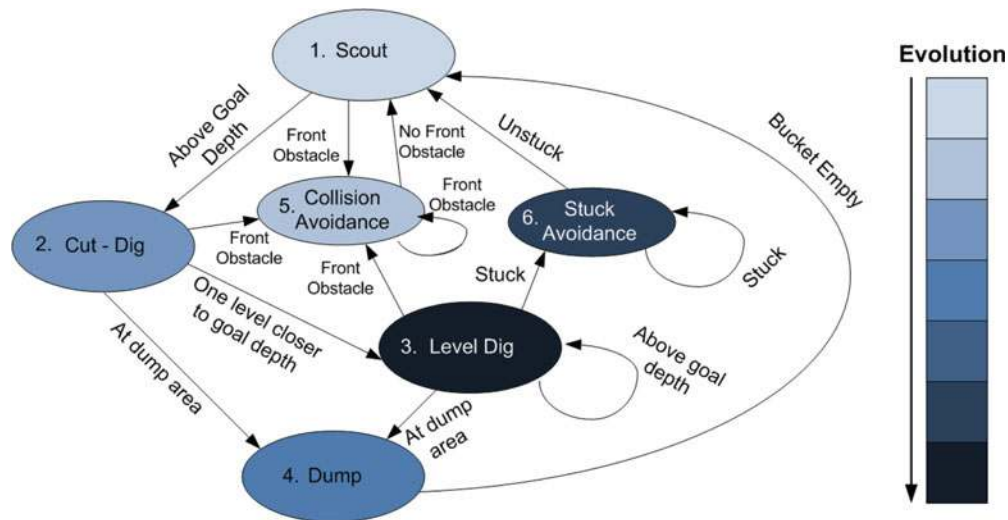 1. Scout
Evolution
Above Goal
Depth
Front
Obstacle
No Front
Obstacle
Unstuck
Bucket Empty
5. Collision
Avoidance
Front
Obstacle
6. Stuck
Avoidance
2. Cut - Dig
Front
Obstacle
Front
Obstacle
Stuck
Stuck
One level closer
to goal depth
3. Level Dig
Above goal
depth
At dump area
At dump
area
4. Dump